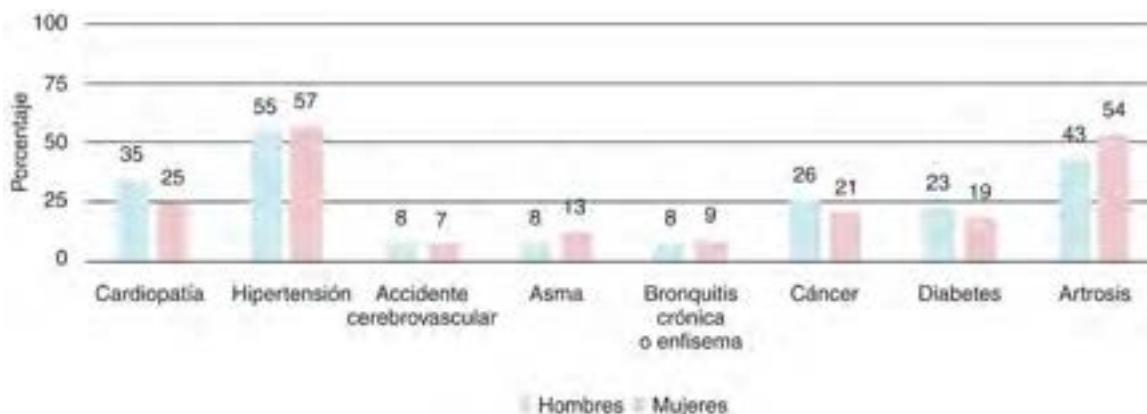 100
75
50
25
0
Porcentaje
35
25
55
57
8
7
8
13
8
9
26
21
23
19
43
54
Cardiopatía
Hipertensión
Accidente
cerebrovascular
Asma
Bronquitis
crónica
o enfisema
Cáncer
Diabetes
Artrosis
Hombres
Mujeres